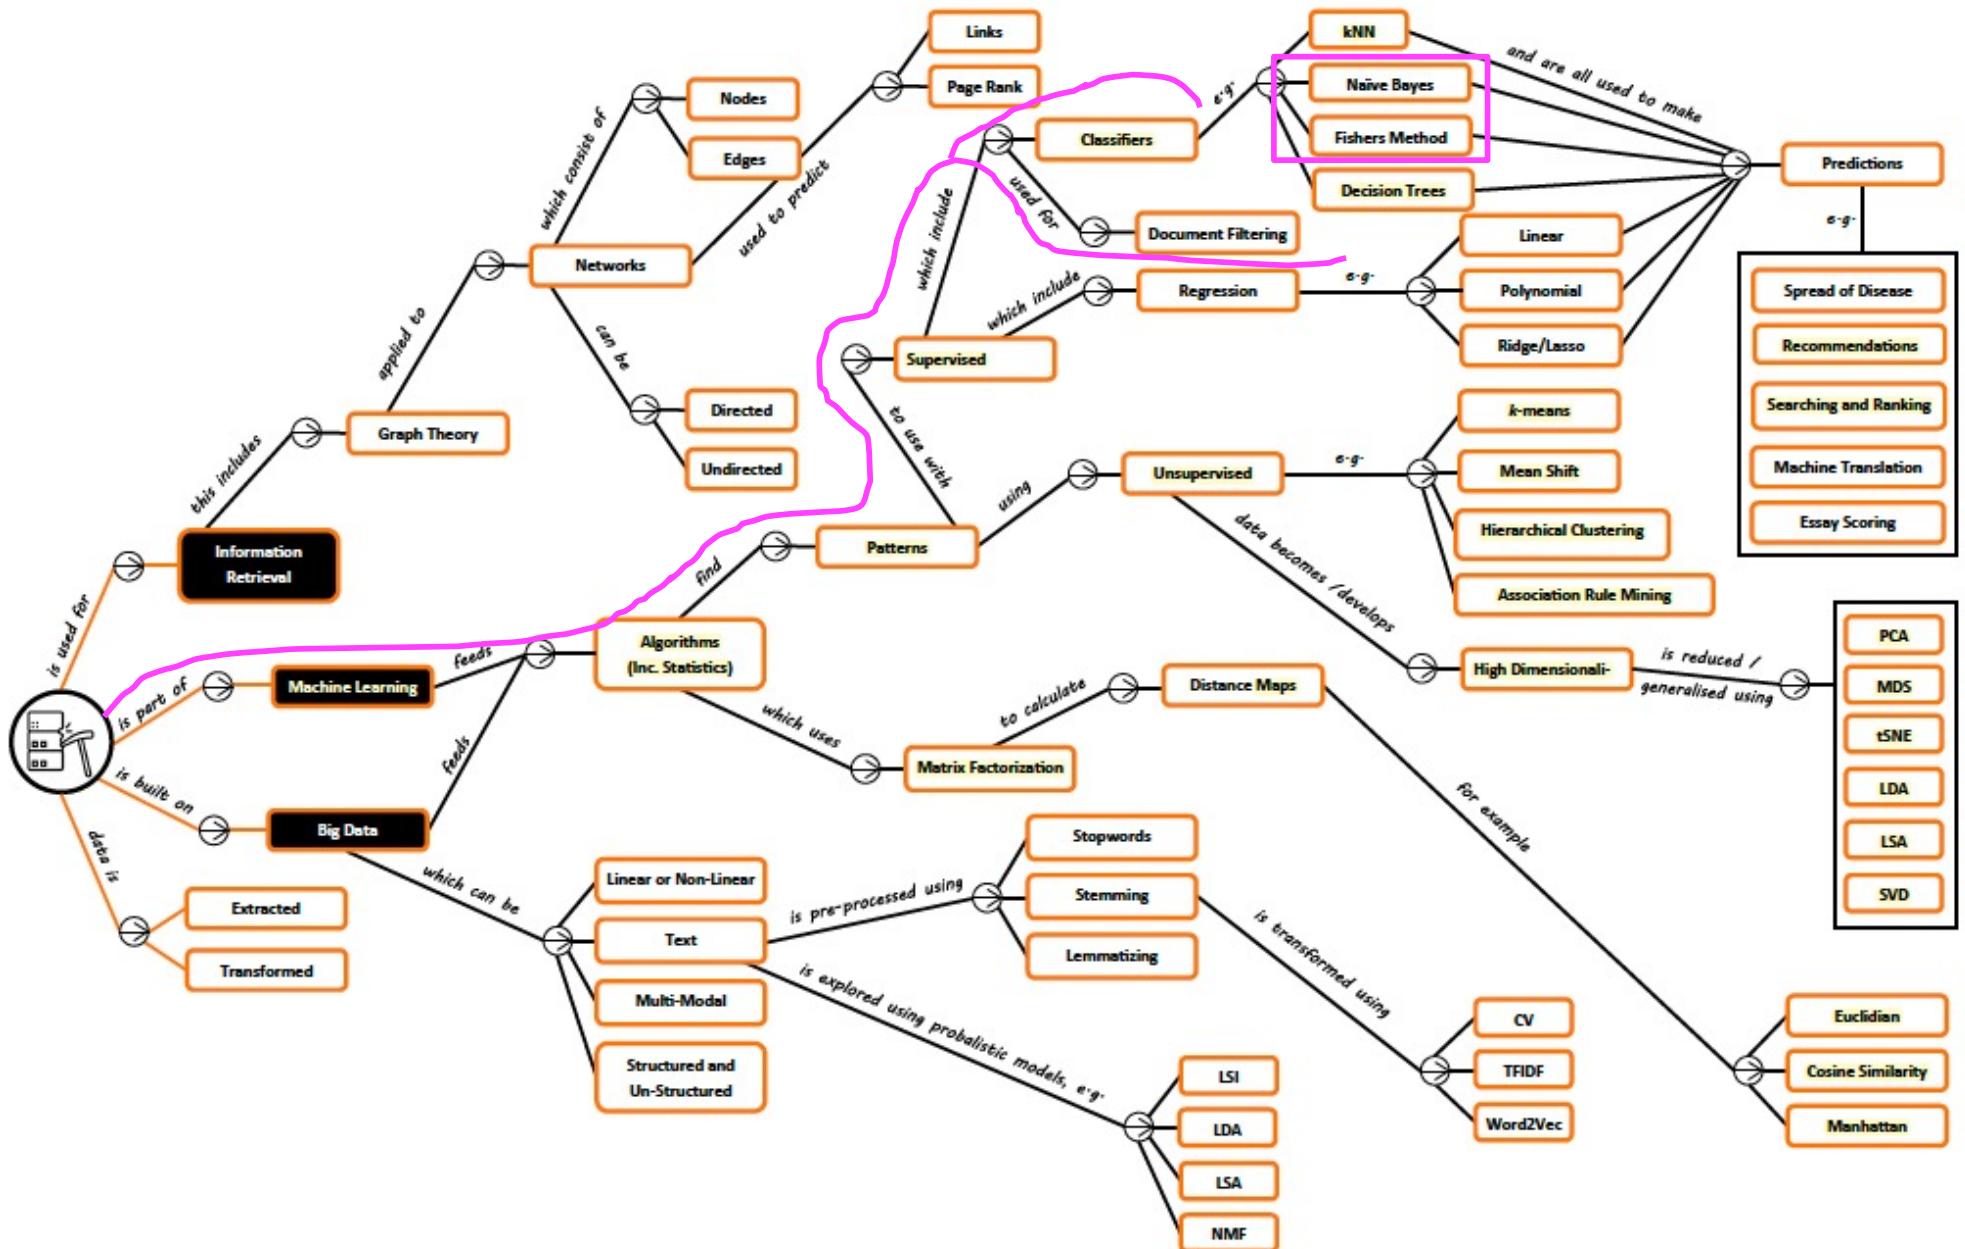 is used for
Information
Retrieval
this includes
Graph Theory
applied to
Networks
which consist of
Nodes
Edges
used to predict
Links
Page Rank
can be
Directed
Undirected
is part of
Machine Learning
feeds
Algorithms
(Inc. Statistics)
find
Patterns
to use with
Supervised
which include
Classifiers
e.g.
kNN
Naïve Bayes
Fishers Method
Decision Trees
and are all used to make
Predictions
e.g.
Spread of Disease
Recommendations
Searching and Ranking
Machine Translation
Essay Scoring
used for
Document Filtering
which include
Regression
e.g.
Linear
Polynomial
Ridge/Lasso
using
Unsupervised
e.g.
k-means
Mean Shift
Hierarchical Clustering
Association Rule Mining
data becomes /develops
High Dimensionali-
is reduced /
generalised using
PCA
MDS
tSNE
LDA
LSA
SVD
which uses
Matrix Factorization
to calculate
Distance Maps
for example
Euclidian
Cosine Similarity
Manhattan
is built on
Big Data
feeds
which can be
Linear or Non-Linear
Text
Multi-Modal
Structured and
Un-Structured
is pre-processed using
Stopwords
Stemming
Lemmatizing
is transformed using
CV
TFIDF
Word2Vec
is explored using probalistic models, e.g.
LSI
LDA
LSA
NMF
data is
Extracted
Transformed